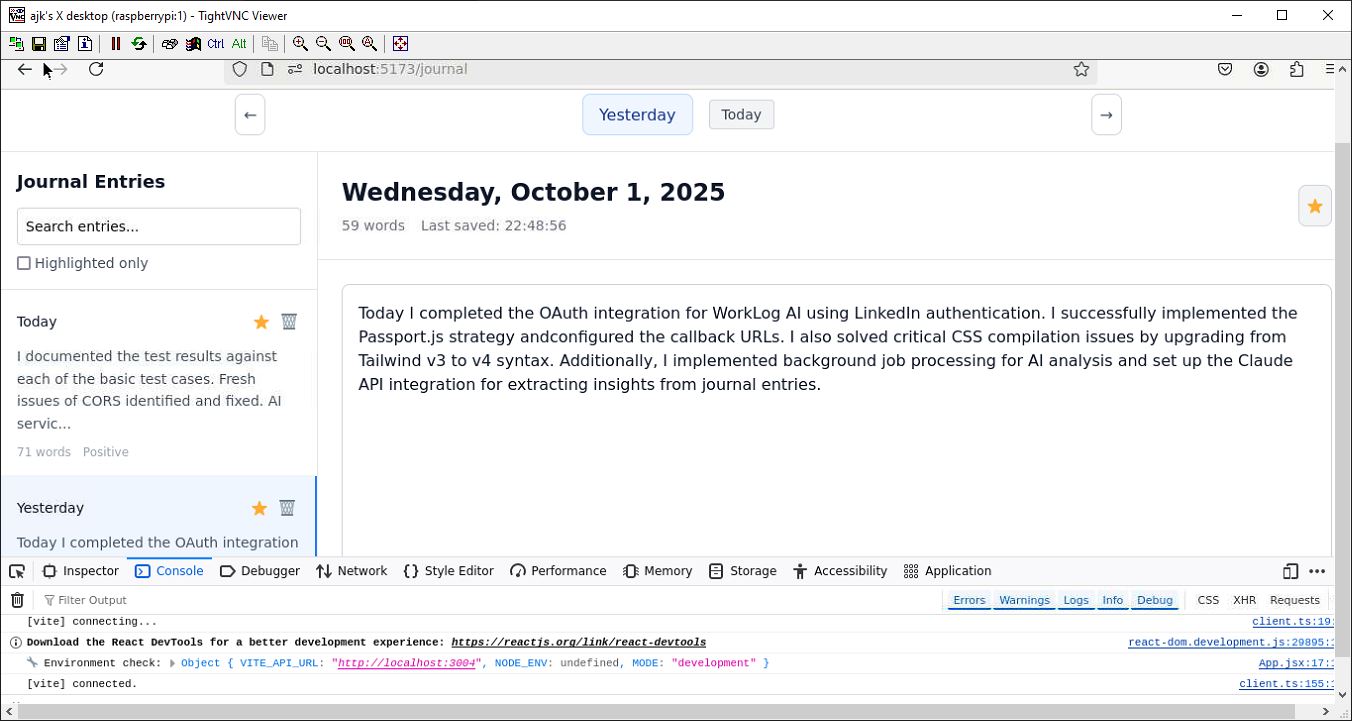 ajk's X desktop (raspberrypi:1) - TightVNC Viewer
Ctrl Alt
localhost:5173/journal
← Yesterday Today →
Journal Entries
Search entries...
Highlighted only
Today
I documented the test results against
each of the basic test cases. Fresh
issues of CORS identified and fixed. AI
servic...
71 words Positive
Yesterday
Today I completed the OAuth integration
Wednesday, October 1, 2025
59 words Last saved: 22:48:56
Today I completed the OAuth integration for WorkLog AI using LinkedIn authentication. I successfully implemented the
Passport.js strategy andconfigured the callback URLs. I also solved critical CSS compilation issues by upgrading from
Tailwind v3 to v4 syntax. Additionally, I implemented background job processing for AI analysis and set up the Claude
API integration for extracting insights from journal entries.
Inspector Console Debugger Network {} Style Editor Performance Memory Storage Accessibility Application
Filter Output Errors Warnings Logs Info Debug CSS XHR Requests
[vite] connecting... client.ts:19:
Download the React DevTools for a better development experience: https://reactjs.org/link/react-devtools react-dom.development.js:29895:
Environment check: Object { VITE_API_URL: "http://localhost:3004", NODE_ENV: undefined, MODE: "development" } App.jsx:17:1
[vite] connected. client.ts:155:1